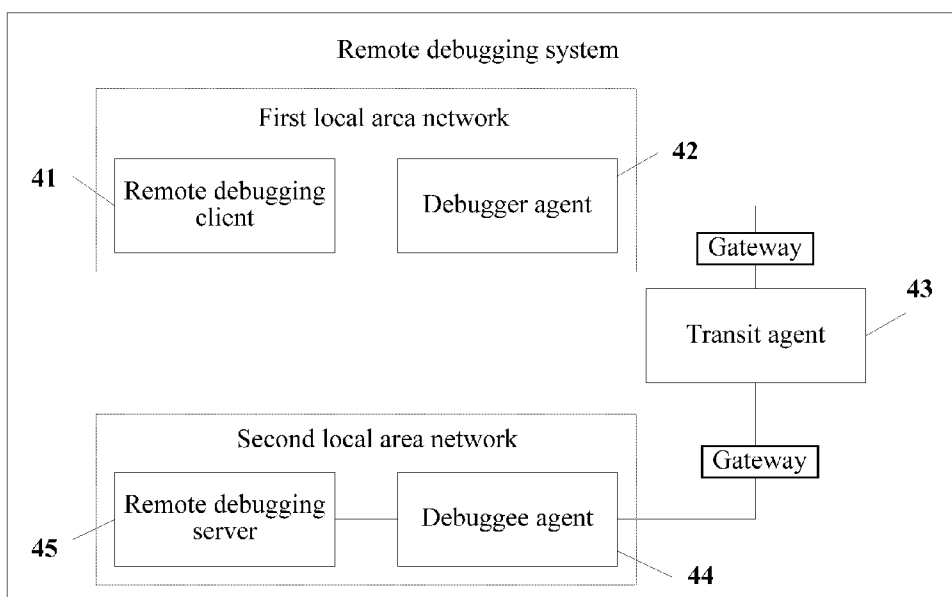 Remote debugging system
First local area network
41
Remote debugging
client
Debugger agent
42
Gateway
Transit agent
43
Gateway
Second local area network
Remote debugging
server
45
Debuggee agent
44